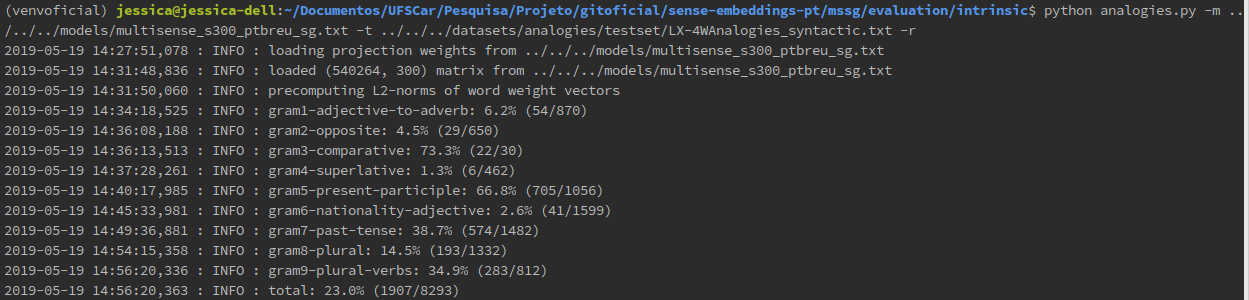 (venvoficial) jessica@jessica-dell:~/Documentos/UFSCar/Pesquisa/Projeto/gitoficial/sense-embeddings-pt/mssg/evaluation/intrinsic$ python analogies.py -m ..
/../../models/multisense_s300_ptbreu_sg.txt -t ../../../datasets/analogies/testset/LX-4WAnalogies_syntactic.txt -r
2019-05-19 14:27:51,078 : INFO : loading projection weights from ../../../models/multisense_s300_ptbreu_sg.txt
2019-05-19 14:31:48,836 : INFO : loaded (540264, 300) matrix from ../../../models/multisense_s300_ptbreu_sg.txt
2019-05-19 14:31:50,060 : INFO : precomputing L2-norms of word weight vectors
2019-05-19 14:34:18,525 : INFO : gram1-adjective-to-adverb: 6.2% (54/870)
2019-05-19 14:36:08,188 : INFO : gram2-opposite: 4.5% (29/650)
2019-05-19 14:36:13,513 : INFO : gram3-comparative: 73.3% (22/30)
2019-05-19 14:37:28,261 : INFO : gram4-superlative: 1.3% (6/462)
2019-05-19 14:40:17,985 : INFO : gram5-present-participle: 66.8% (705/1056)
2019-05-19 14:45:33,981 : INFO : gram6-nationality-adjective: 2.6% (41/1599)
2019-05-19 14:49:36,881 : INFO : gram7-past-tense: 38.7% (574/1482)
2019-05-19 14:54:15,358 : INFO : gram8-plural: 14.5% (193/1332)
2019-05-19 14:56:20,336 : INFO : gram9-plural-verbs: 34.9% (283/812)
2019-05-19 14:56:20,363 : INFO : total: 23.0% (1907/8293)